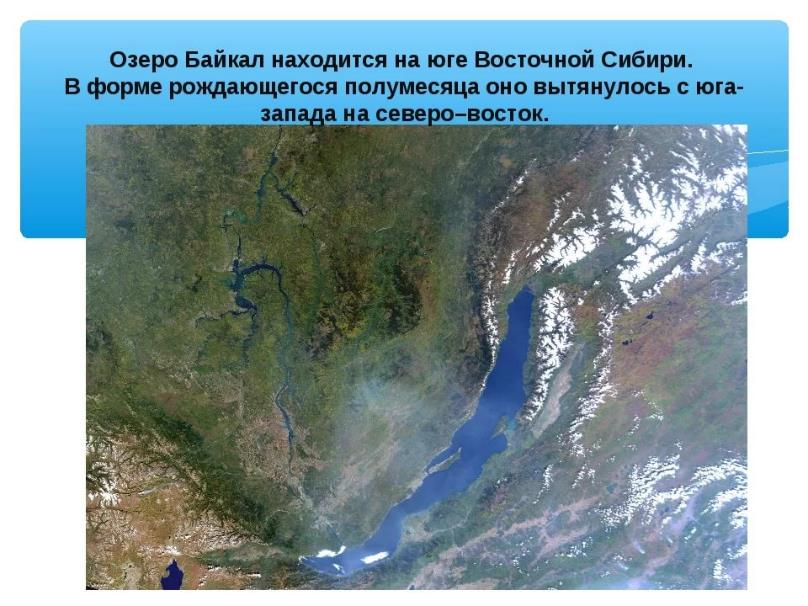 Озеро Байкал находится на юге Восточной Сибири.
В форме рождающегося полумесяца оно вытянулось с юга-
запада на северо–восток.